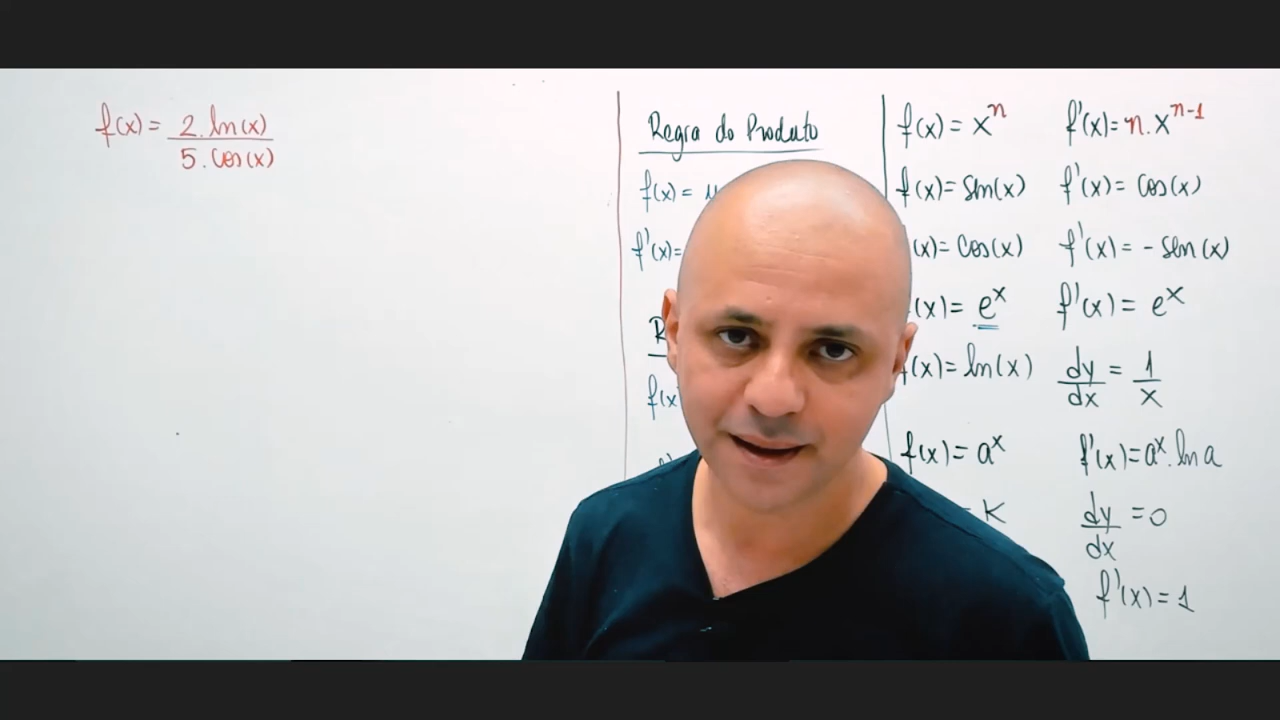 f(x) = 2.ln(x)
5.cos(x)
Regra do Produto
f(x) =
f'(x)=
f(x
f(x) = x^n f'(x)= n.x^(n-1)
f(x)= sen(x) f'(x)= cos(x)
(x)= cos(x) f'(x)= - sen(x)
(x)= e^x f'(x)= e^x
f(x)= ln(x) dy/dx = 1/x
f(x)= a^x f'(x)= a^x.ln a
= K dy/dx = 0
f'(x)= 1